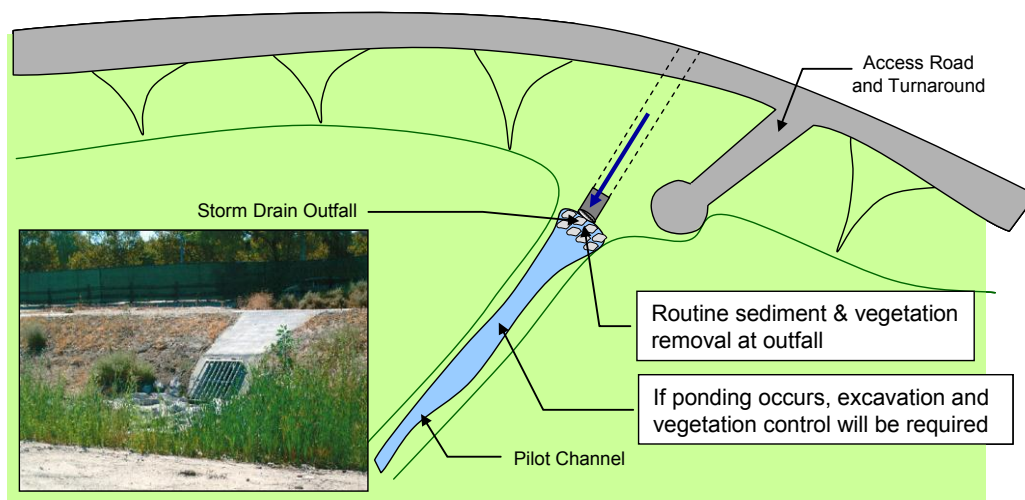 Access Road
and Turnaround
Storm Drain Outfall
Routine sediment & vegetation
removal at outfall
If ponding occurs, excavation and
vegetation control will be required
Pilot Channel